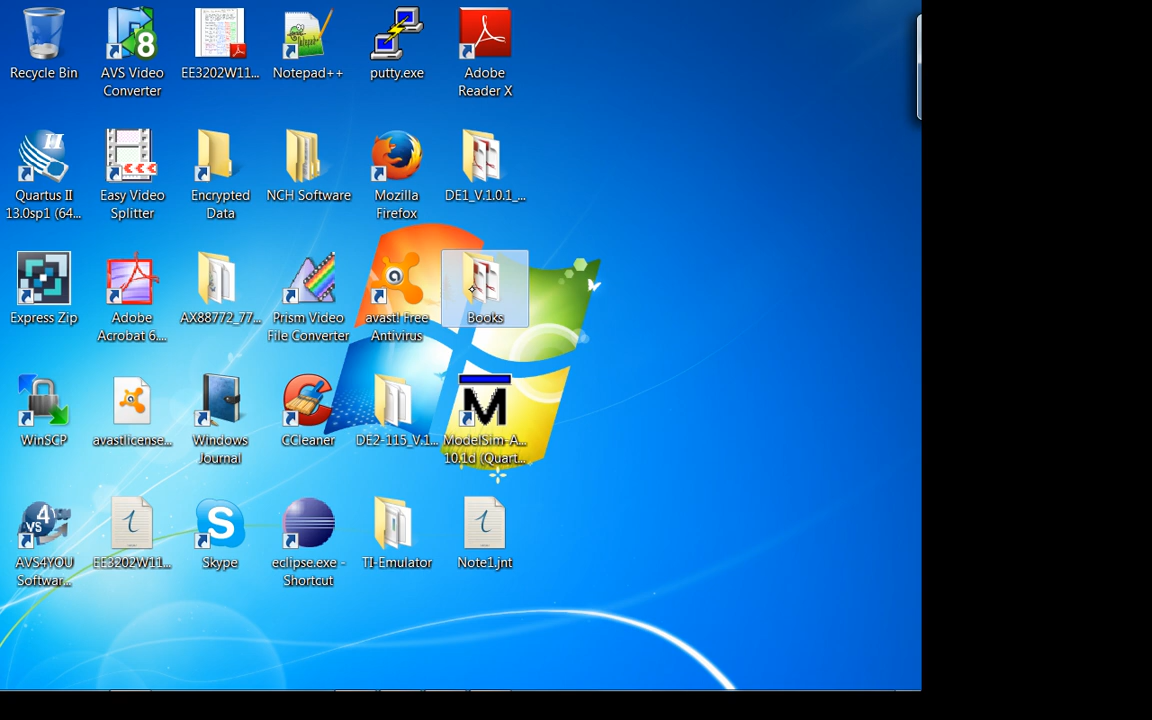 Recycle Bin
AVS Video
Converter
EE3202W11...
Notepad++
putty.exe
Adobe
Reader X
Quartus II
13.0sp1 (64...
Easy Video
Splitter
Encrypted
Data
NCH Software
Mozilla
Firefox
DE1_V.1.0.1_...
Express Zip
Adobe
Acrobat 6....
AX88772_77...
Prism Video
File Converter
avast! Free
Antivirus
Books
WinSCP
avastlicense...
Windows
Journal
CCleaner
DE2-115_V.1...
ModelSim-A...
10.1d (Quart...
AVS4YOU
Softwar...
EE3202W11...
Skype
eclipse.exe -
Shortcut
TI-Emulator
Note1.jnt